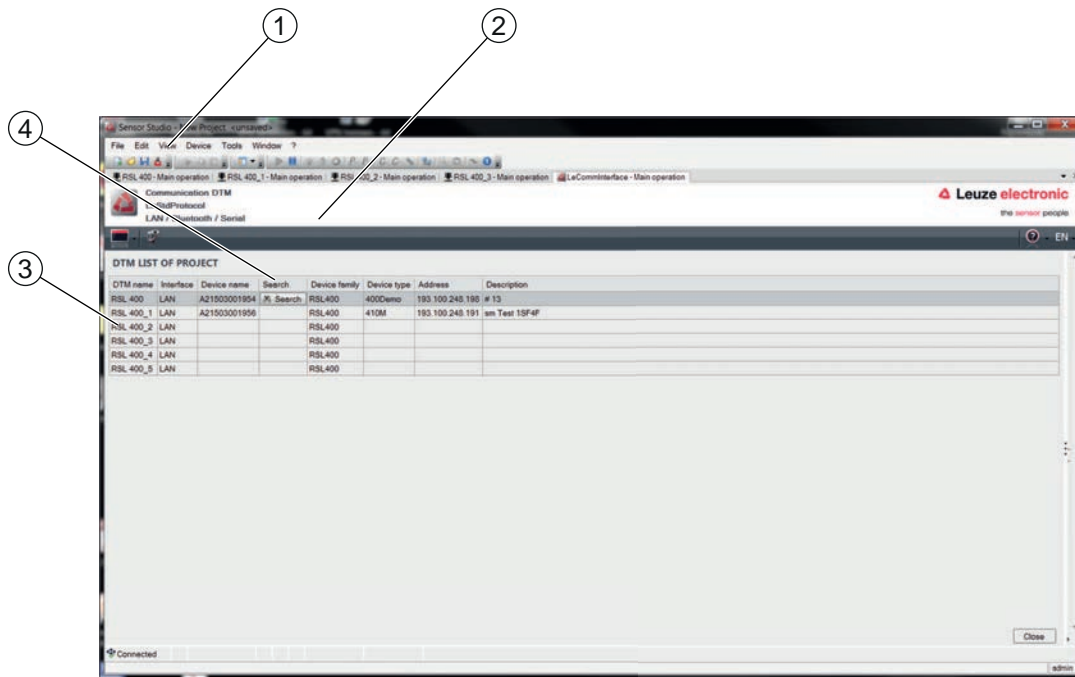 1
2
4
3
Sensor Studio - New Project <unsaved>
File Edit View Device Tools Window ?
RSL 400 - Main operation RSL 400_1 - Main operation RSL 400_2 - Main operation RSL 400_3 - Main operation LeCommInterface - Main operation
Communication DTM
LAN / Bluetooth / Serial
Leuze electronic
the sensor people
EN
DTM LIST OF PROJECT
DTM name Interface Device name Search Device family Device type Address Description
RSL 400 LAN A21503001954 Search RSL400 400Demo 193.100.248.198 # 13
RSL 400_1 LAN A21503001956 RSL400 410M 193.100.248.191 sm Test 1SF4F
RSL 400_2 LAN RSL400
RSL 400_3 LAN RSL400
RSL 400_4 LAN RSL400
RSL 400_5 LAN RSL400
Close
Connected
admin